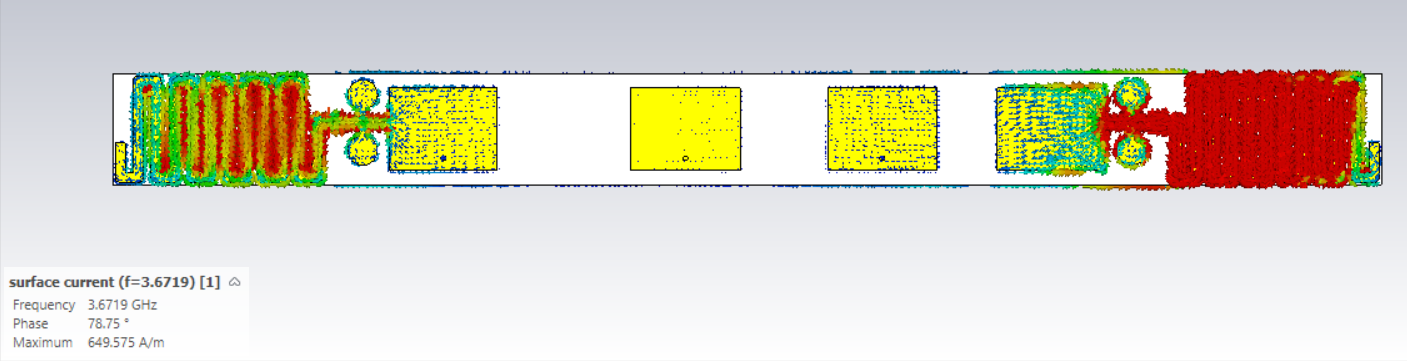 surface current (f=3.6719) [1]
Frequency 3.6719 GHz
Phase 78.75 °
Maximum 649.575 A/m